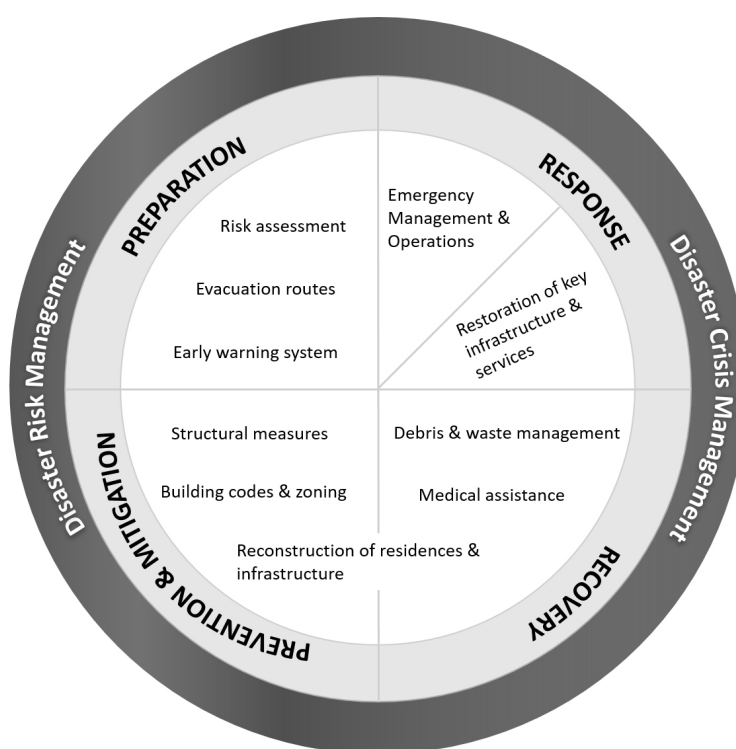 Disaster Risk Management
PREPARATION
Risk assessment
Evacuation routes
Early warning system
RESPONSE
Emergency
Management &
Operations
Restoration of key
infrastructure &
services
Disaster Crisis Management
PREVENTION & MITIGATION
Structural measures
Building codes & zoning
Reconstruction of residences &
infrastructure
RECOVERY
Debris & waste management
Medical assistance